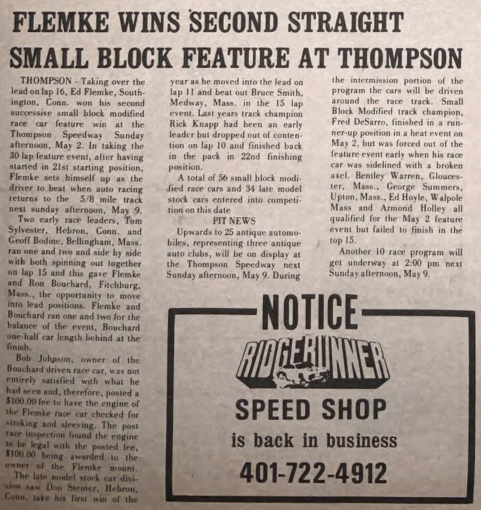 FLEMKE WINS SECOND STRAIGHT
SMALL BLOCK FEATURE AT THOMPSON
THOMPSON - Taking over the
lead on lap 16, Ed Flemke, South-
ington, Conn. won his second
successive small block modified
race car feature win at the
Thompson Speedway Sunday
afternoon, May 2. In taking the
30 lap feature event, after having
started in 21st starting position,
Flemke sets himself up as the
driver to beat when auto racing
returns to the 5/8 mile track
next sunday afternoon, May 9.
Two early race leaders, Tom
Sylvester, Hebron, Conn. and
Geoff Bodine, Bellingham, Mass.
ran one and two and side by side
with both spinning out together
on lap 15 and this gave Flemke
and Ron Bouchard, Fitchburg,
Mass., the opportunity to move
into lead positions. Flemke and
Bouchard ran one and two for the
balance of the event, Bouchard
one-half car length behind at the
finish.
Bob Johnson, owner of the
Bouchard driven race car, was not
entirely satisfied with what he
had seen and, therefore, posted a
$100.00 fee to have the engine of
the Flemke race car checked for
stroking and sleeving. The post
race inspection found the engine
to be legal with the posted fee,
$100.00 being awarded to the
owner of the Flemke mount.
The late model stock car divi-
sion saw Don Steiner, Hebron,
Conn. take his first win of the
year as he moved into the lead on
lap 11 and beat Bruce Smith,
Medway, Mass. in the 15 lap
event. Last years track champion
Rick Knapp had been an early
leader but dropped out of conten-
tion on lap 10 and finished back
in the pack in 22nd finishing
position.
A total of 56 small block modi-
fied race cars and 34 late model
stock cars entered into competi-
tion on this date
PIT NEWS
Upwards to 25 antique automo-
biles, representing three antique
auto clubs, will be on display at
the Thompson Speedway next
Sunday afternoon, May 9. During
the intermission portion of the
program the cars will be driven
around the race track. Small
Block Modified track champion,
Fred DeSarro, finished in a run-
ner-up position in a heat event on
May 2, but was forced out of the
feature event early when his race
car was sidelined with a broken
axel. Bentley Warren, Glouces-
ter, Mass., George Summers,
Upton, Mass., Ed Hoyle, Walpole
Mass and Armond Holley all
qualified for the May 2 feature
event but failed to finish in the
top 15.
Another 10 race program will
get underway at 2:00 pm next
Sunday afternoon, May 9.
NOTICE
RIDGERUNNER
SPEED SHOP
is back in business
401-722-4912